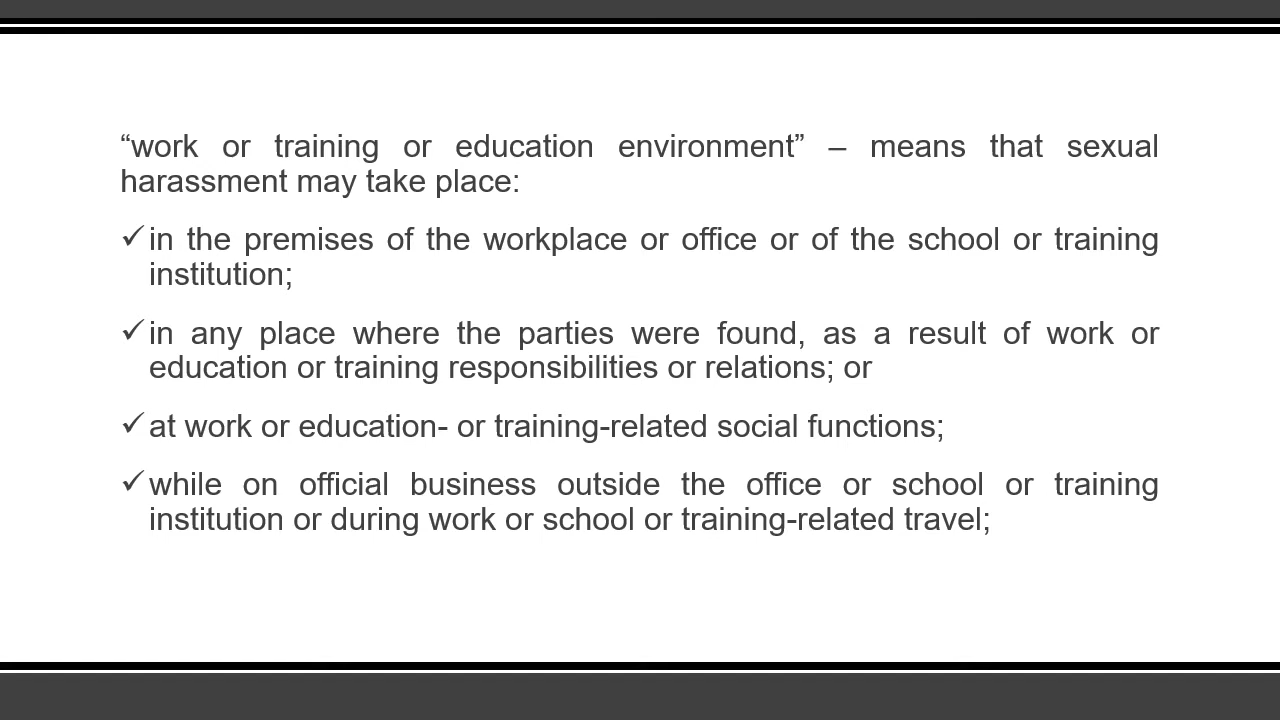 “work or training or education environment” – means that sexual
harassment may take place:
✓in the premises of the workplace or office or of the school or training
institution;
✓in any place where the parties were found, as a result of work or
education or training responsibilities or relations; or
✓at work or education- or training-related social functions;
✓while on official business outside the office or school or training
institution or during work or school or training-related travel;